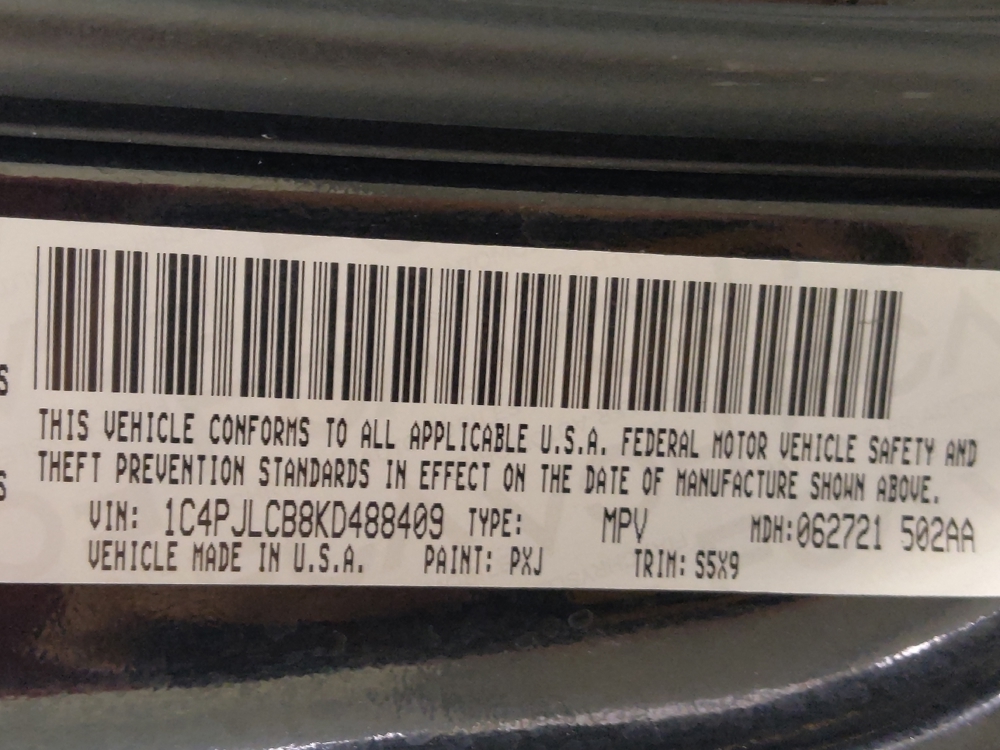 S
THIS VEHICLE CONFORMS TO ALL APPLICABLE U.S.A. FEDERAL MOTOR VEHICLE SAFETY AND
S
THEFT PREVENTION STANDARDS IN EFFECT ON THE DATE OF MANUFACTURE SHOWN ABOVE.
VIN: 1C4PJLCB8KD488409 TYPE: MPV MDH:062721 502AA
VEHICLE MADE IN U.S.A. PAINT: PXJ TRIM: S5X9